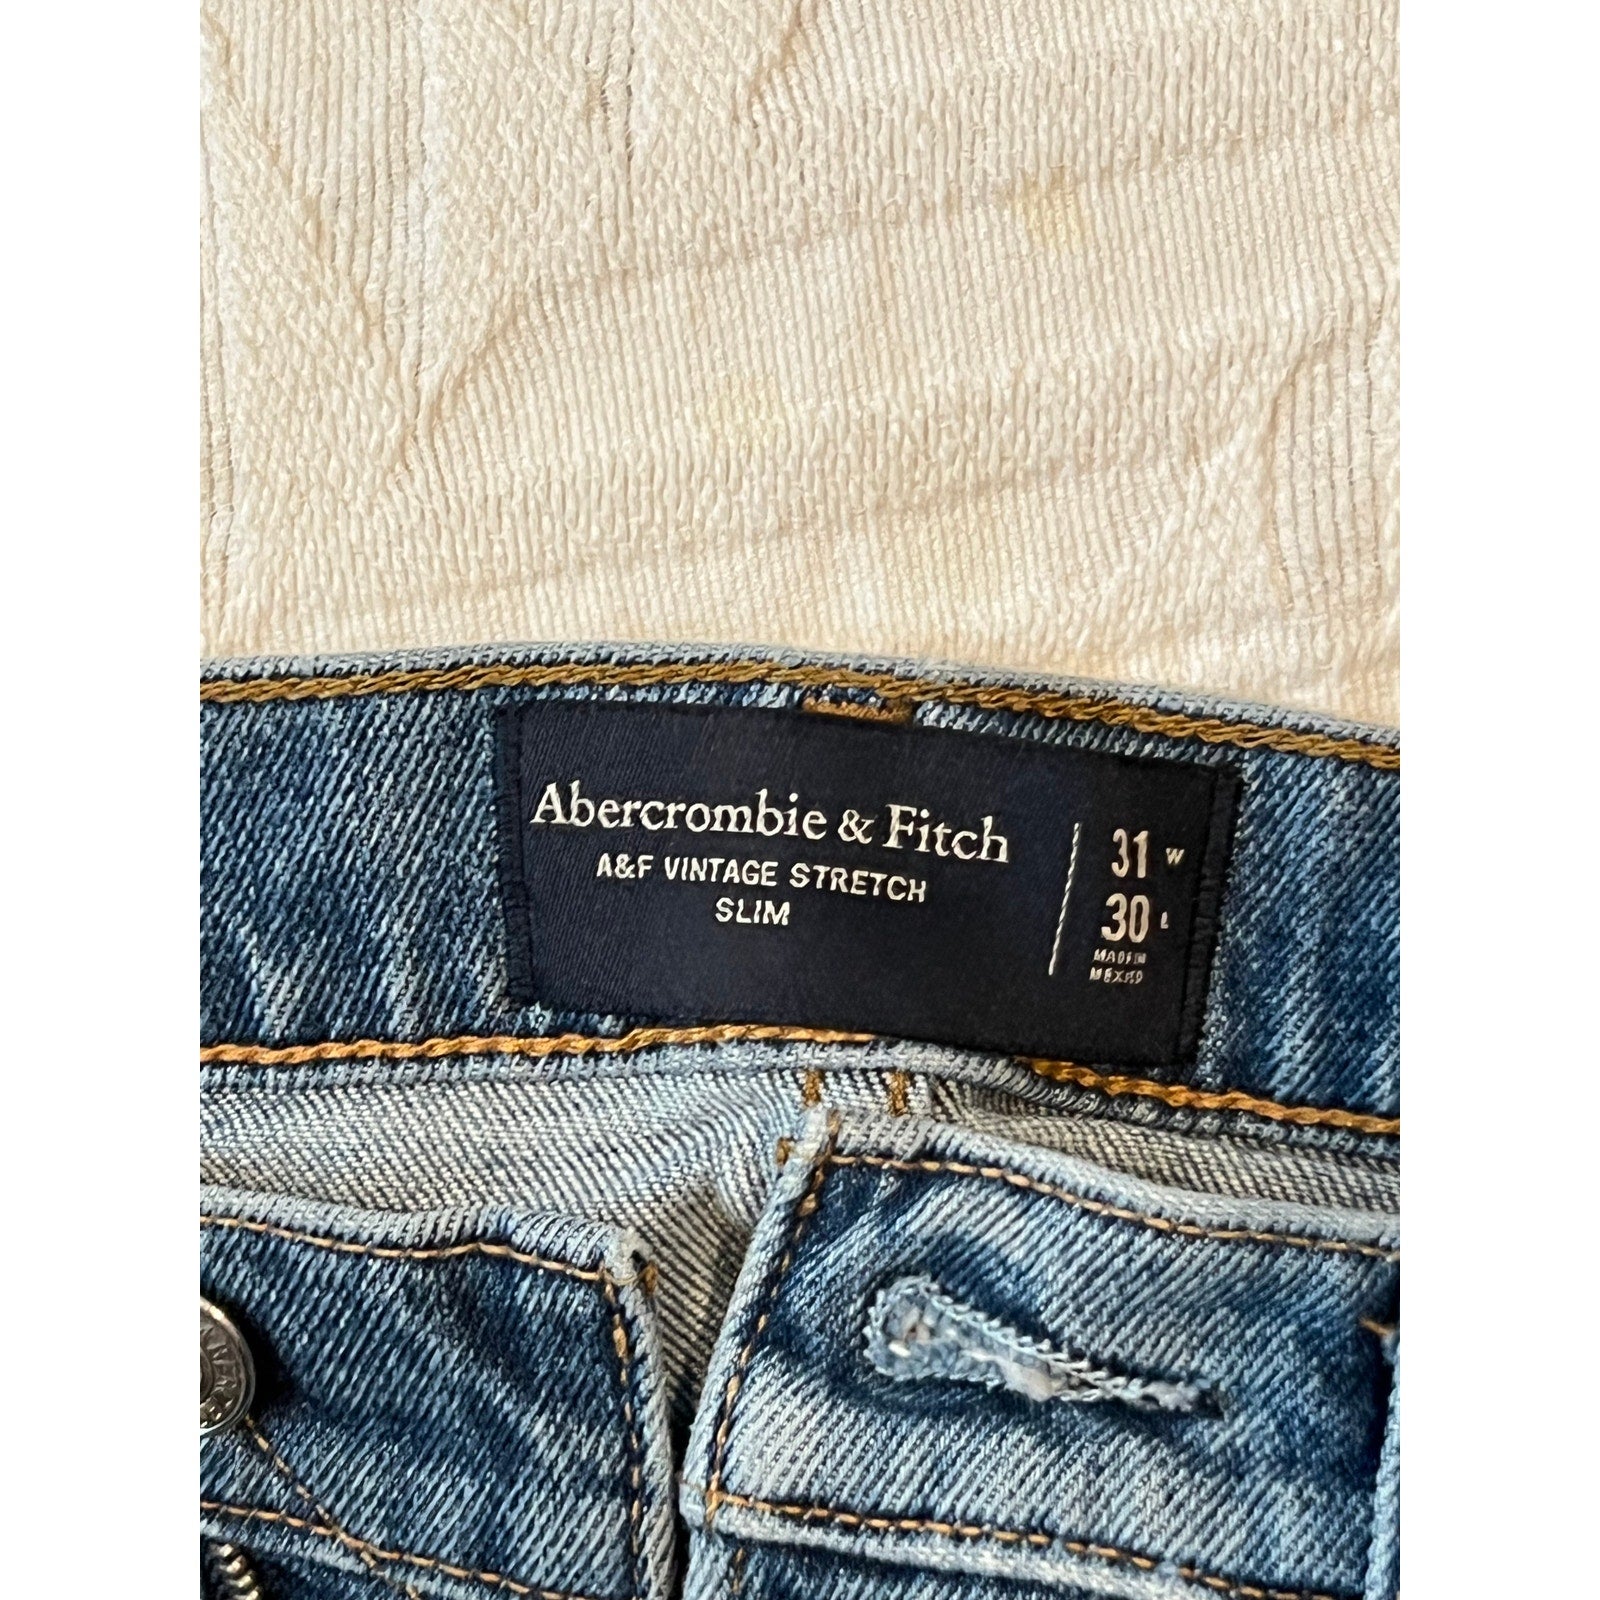 Abercrombie & Fitch
A&F VINTAGE STRETCH
SLIM
31 W
30 L
MADE IN
MEXICO